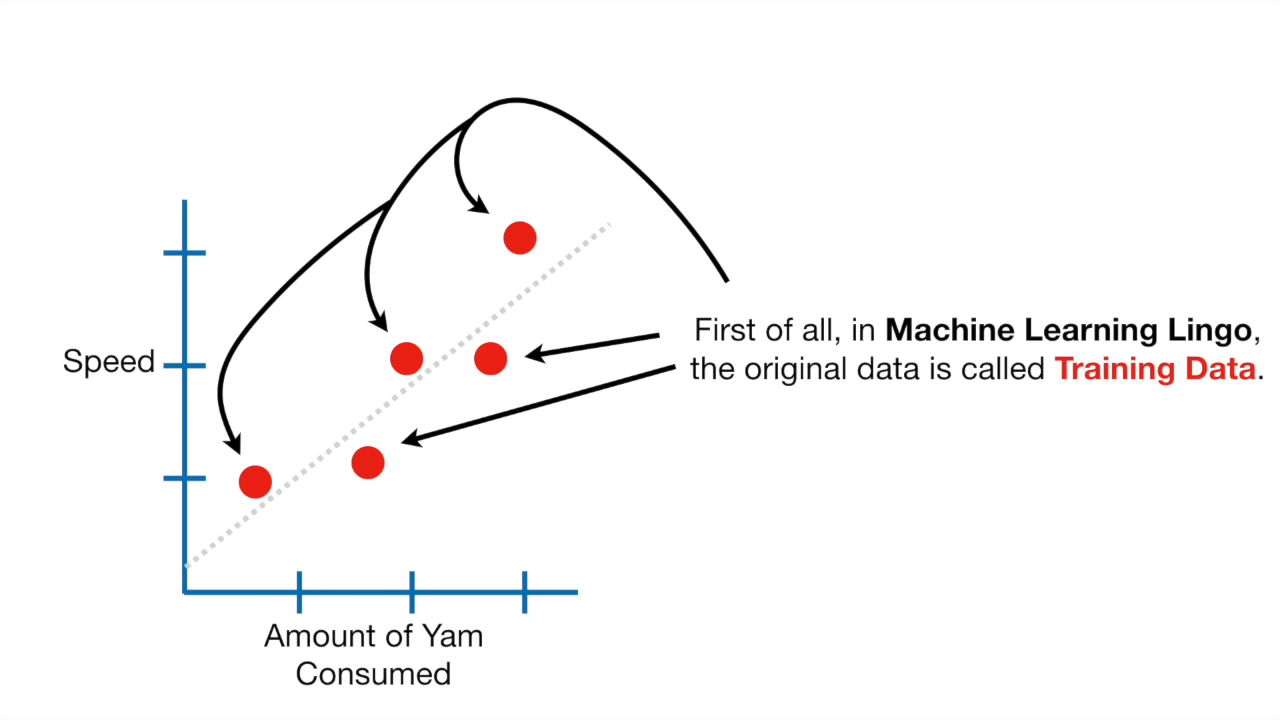 First of all, in Machine Learning Lingo,
the original data is called Training Data.
Speed
Amount of Yam
Consumed